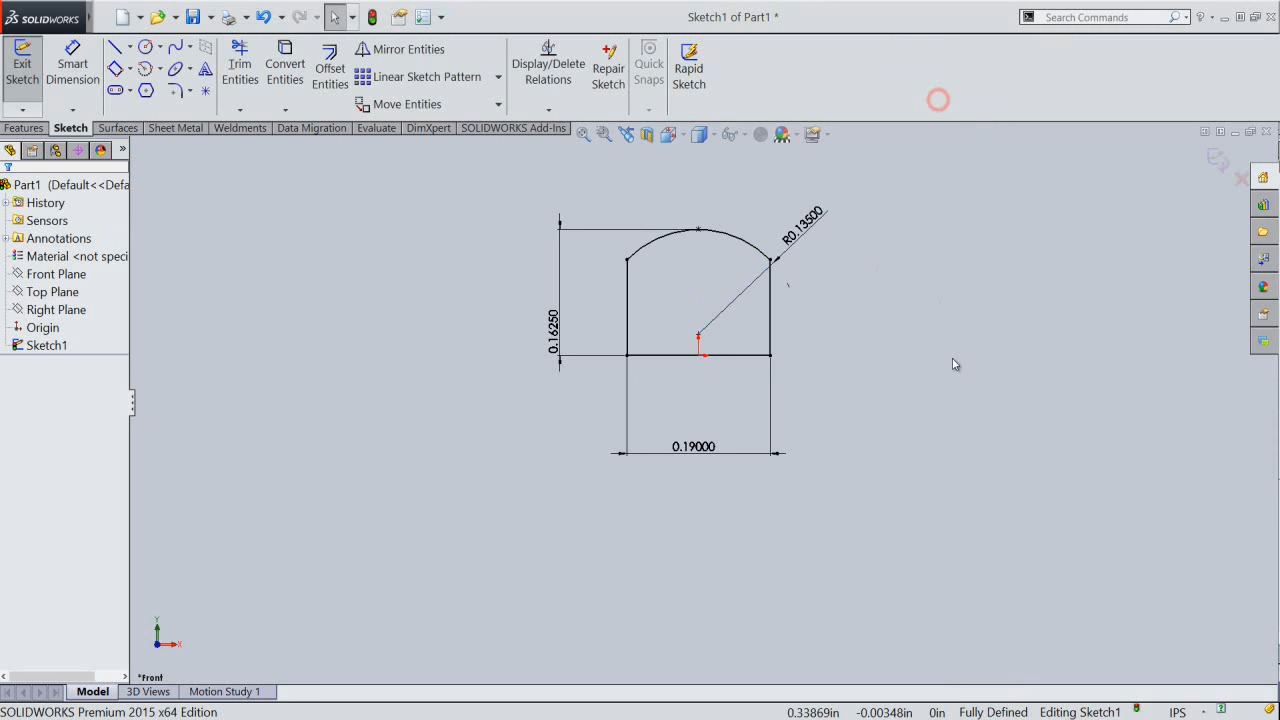 SOLIDWORKS
Sketch1 of Part1 *
Search Commands
Exit Sketch
Smart Dimension
Trim Entities
Convert Entities
Offset Entities
Mirror Entities
Linear Sketch Pattern
Move Entities
Display/Delete Relations
Repair Sketch
Quick Snaps
Rapid Sketch
Features
Sketch
Surfaces
Sheet Metal
Weldments
Data Migration
Evaluate
DimXpert
SOLIDWORKS Add-Ins
Part1 (Default<<Defa
History
Sensors
Annotations
Material <not speci
Front Plane
Top Plane
Right Plane
Origin
Sketch1
R0.13500
0.16250
0.19000
Y
X
*Front
Model
3D Views
Motion Study 1
SOLIDWORKS Premium 2015 x64 Edition
0.33869in
-0.00348in
0in
Fully Defined
Editing Sketch1
IPS